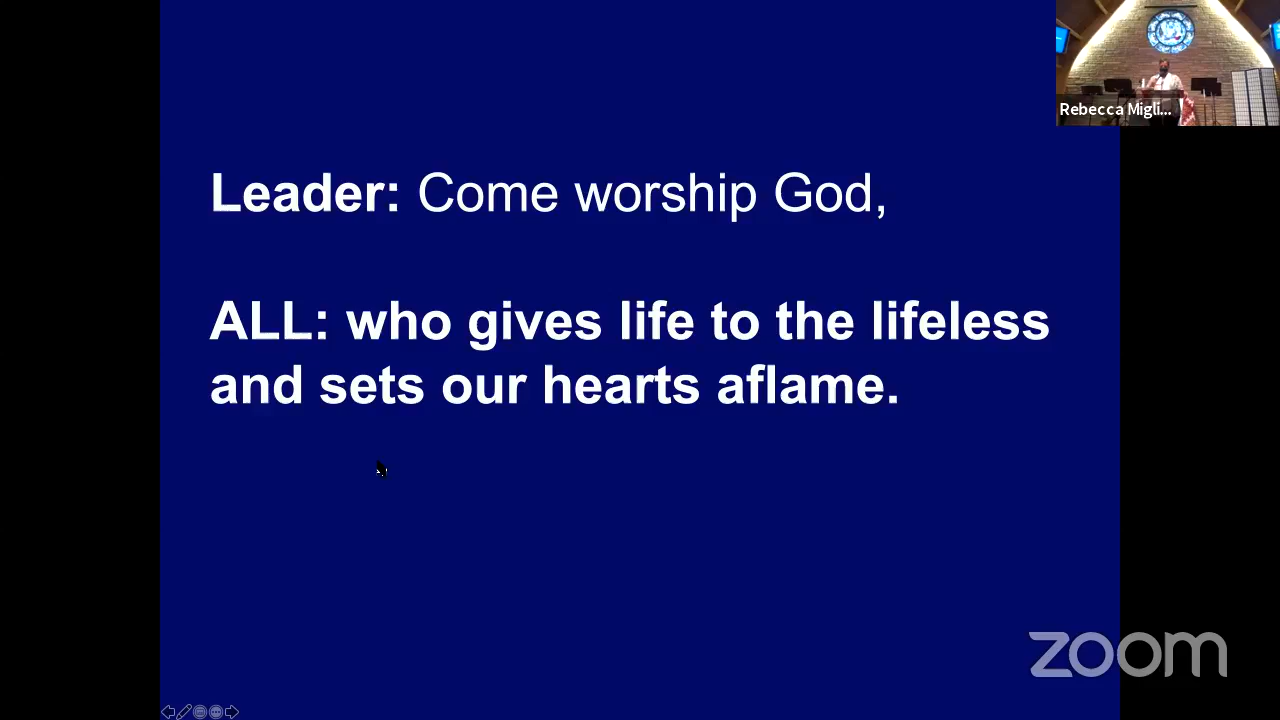 Rebecca Migli...
Leader: Come worship God,
ALL: who gives life to the lifeless
and sets our hearts aflame.
zoom